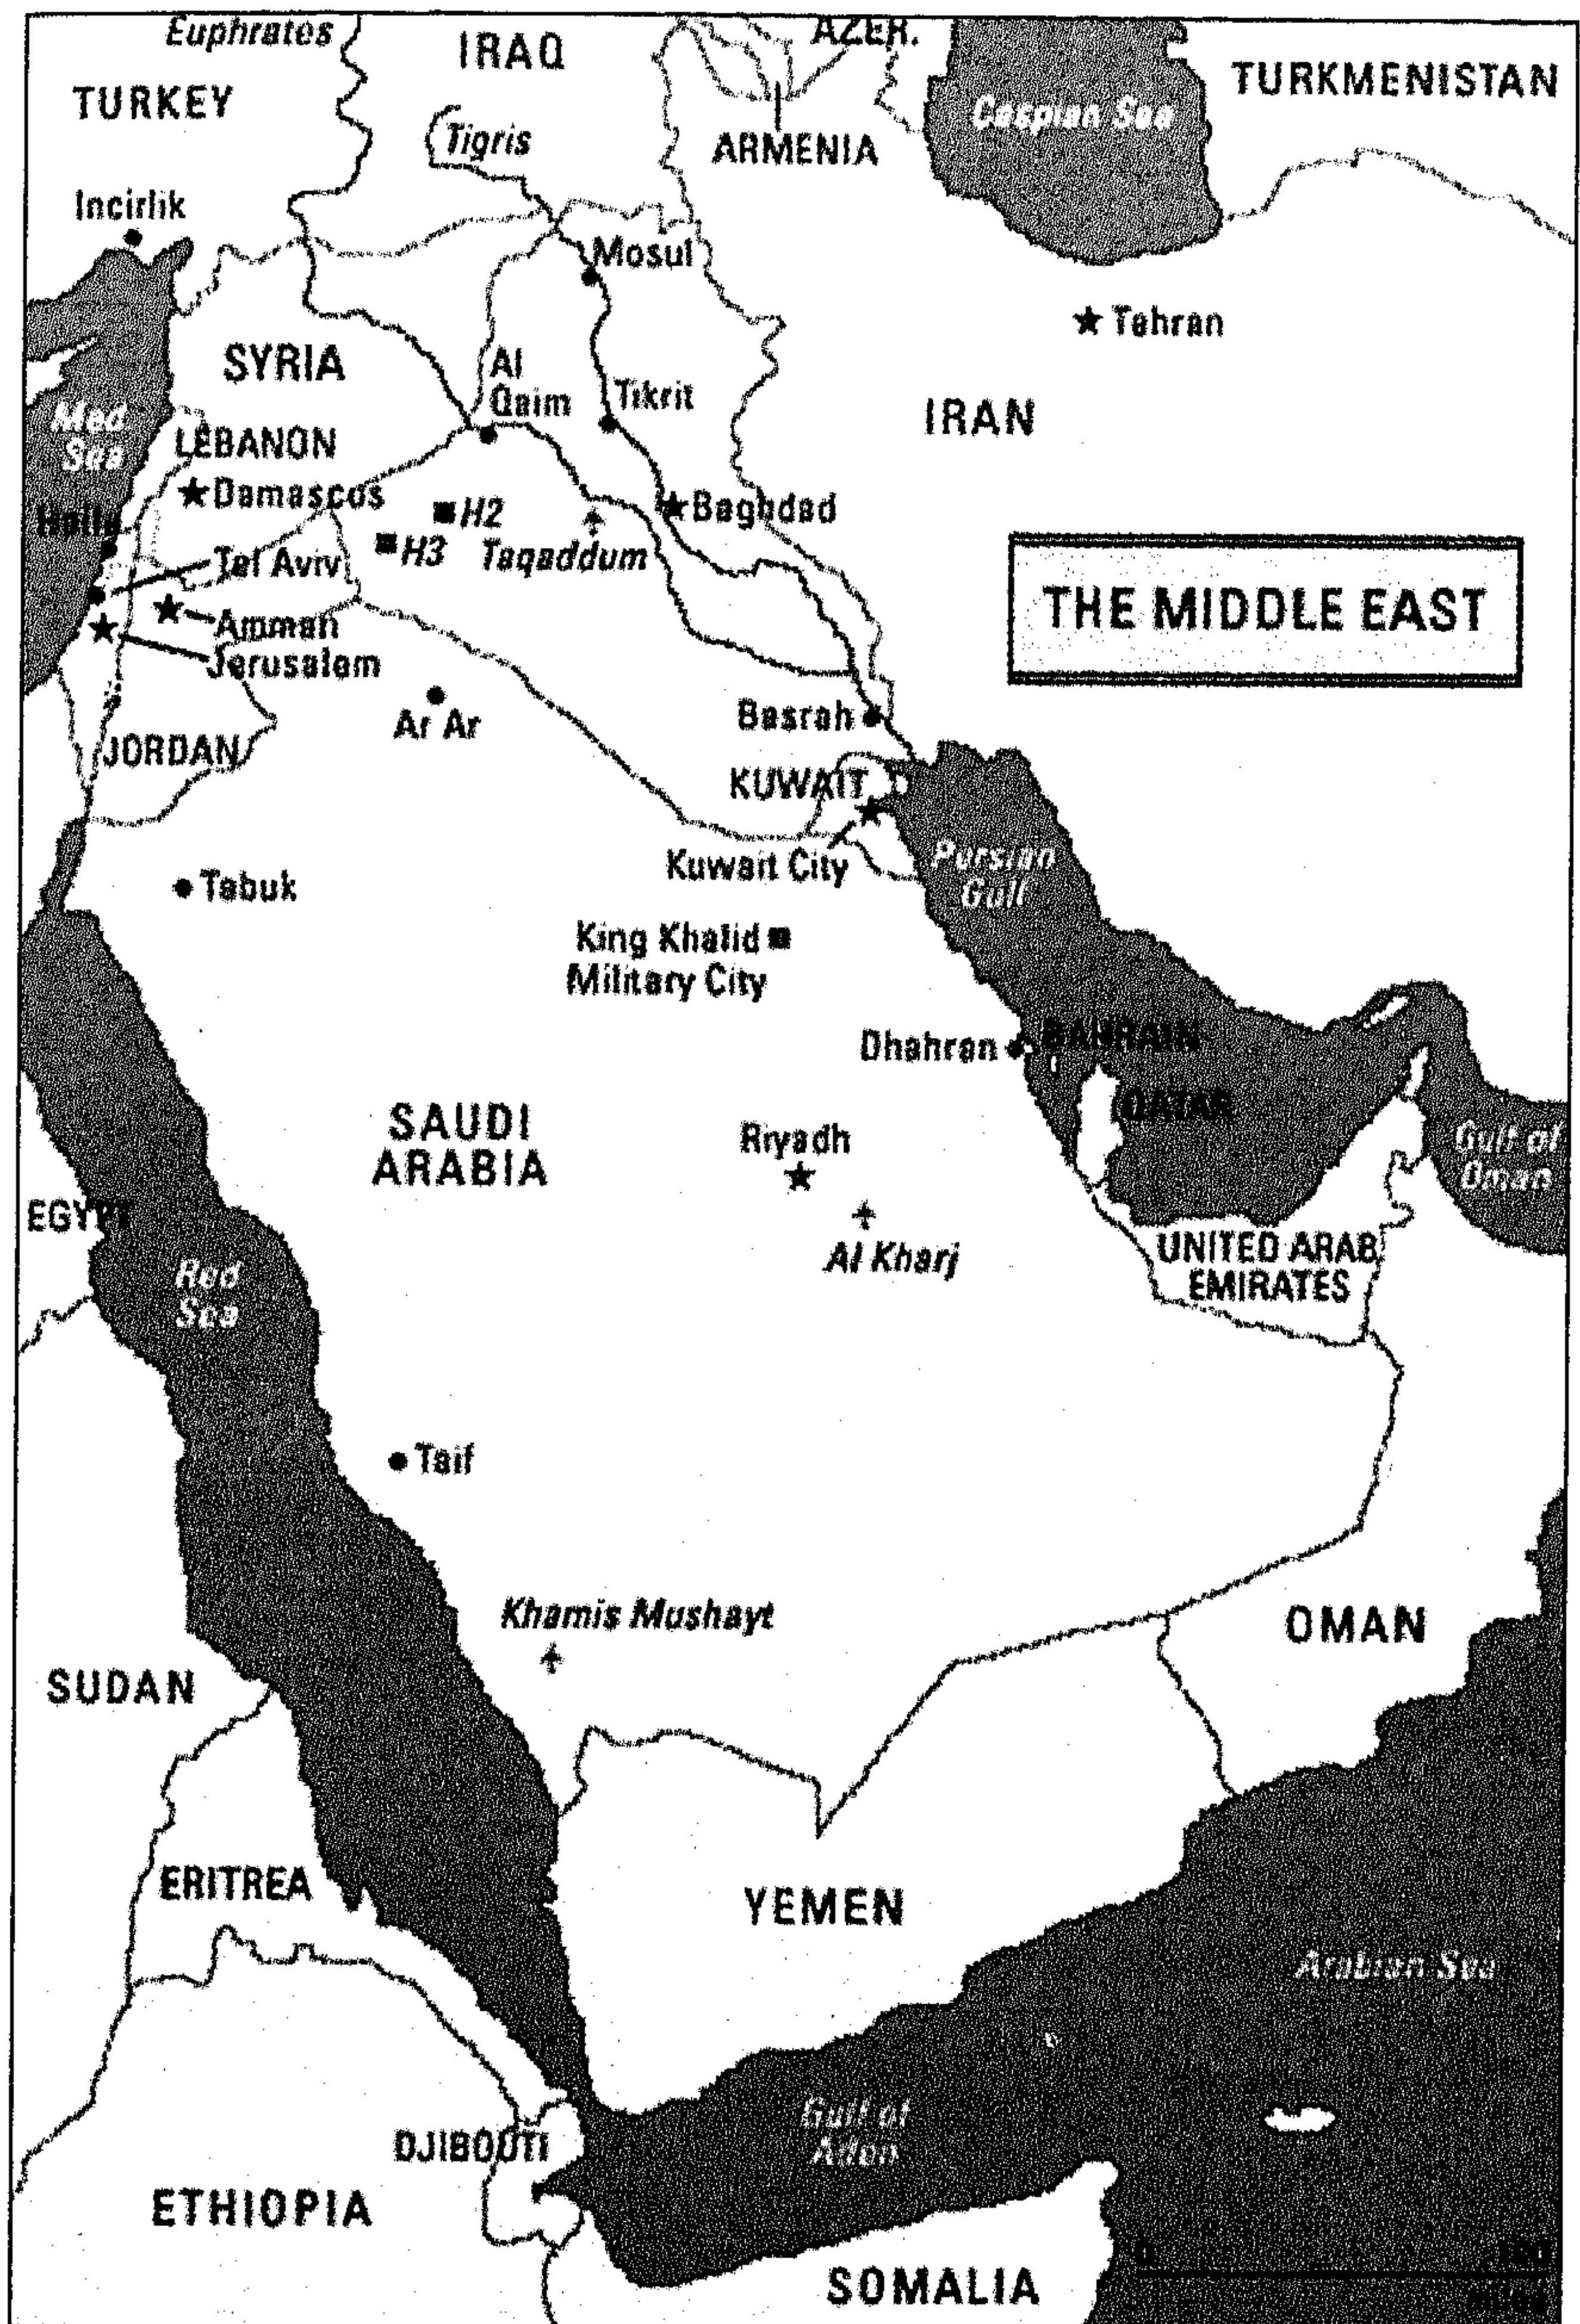 Euphrates
IRAQ
AZER.
TURKEY
TURKMENISTAN
Caspian Sea
Tigris
ARMENIA
Incirlik
Mosul
Tehran
SYRIA
Al
Qaim
Tikrit
IRAN
Med
Sea
LEBANON
Damascos
H2
Baghdad
H3
Taqaddum
Tel Aviv
THE MIDDLE EAST
Amman
Jerusalem
Ar Ar
Basrah
JORDAN
KUWAIT
Kuwait City
Persian
Gulf
Tabuk
King Khalid
Military City
Dhahran
BAHRAIN
QATAR
SAUDI
ARABIA
Riyadh
Gulf of
Oman
EGYPT
Al Kharj
UNITED ARAB
EMIRATES
Red
Sea
Taif
Khamis Mushayt
OMAN
SUDAN
ERITREA
YEMEN
Arabian Sea
Gulf of
Aden
DJIBOUTI
ETHIOPIA
SOMALIA
0